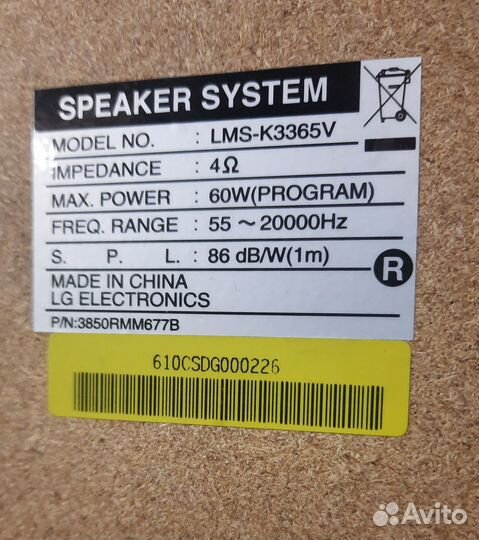 SPEAKER SYSTEM
MODEL NO. : LMS-K3365V
IMPEDANCE : 4Ω
MAX. POWER : 60W(PROGRAM)
FREQ. RANGE : 55 ~ 20000Hz
S. P. L. : 86 dB/W(1m)
MADE IN CHINA
LG ELECTRONICS
R
P/N:3850RMM677B
610CSDG000226
Avito